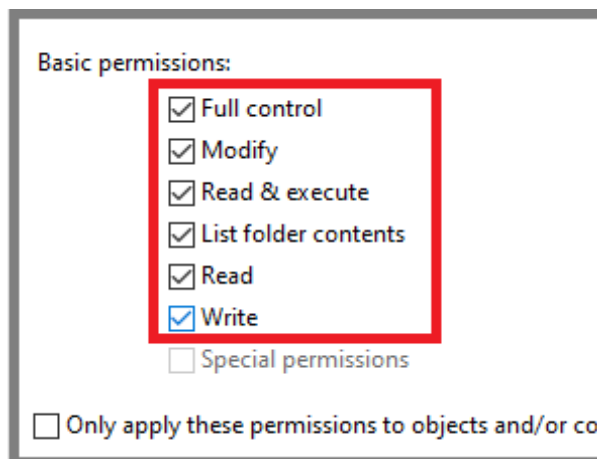 Basic permissions:
Full control
Modify
Read & execute
List folder contents
Read
Write
Special permissions
Only apply these permissions to objects and/or co